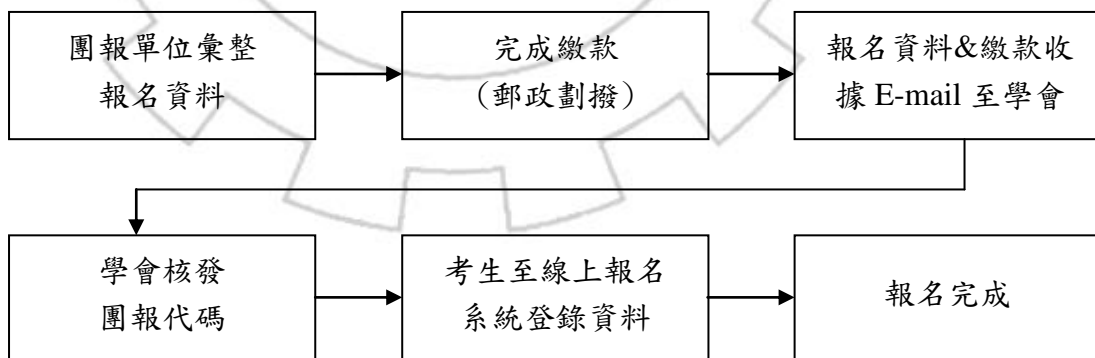 團報單位彙整
報名資料
完成繳款
（郵政劃撥）
報名資料&繳款收
據 E-mail 至學會
學會核發
團報代碼
考生至線上報名
系統登錄資料
報名完成